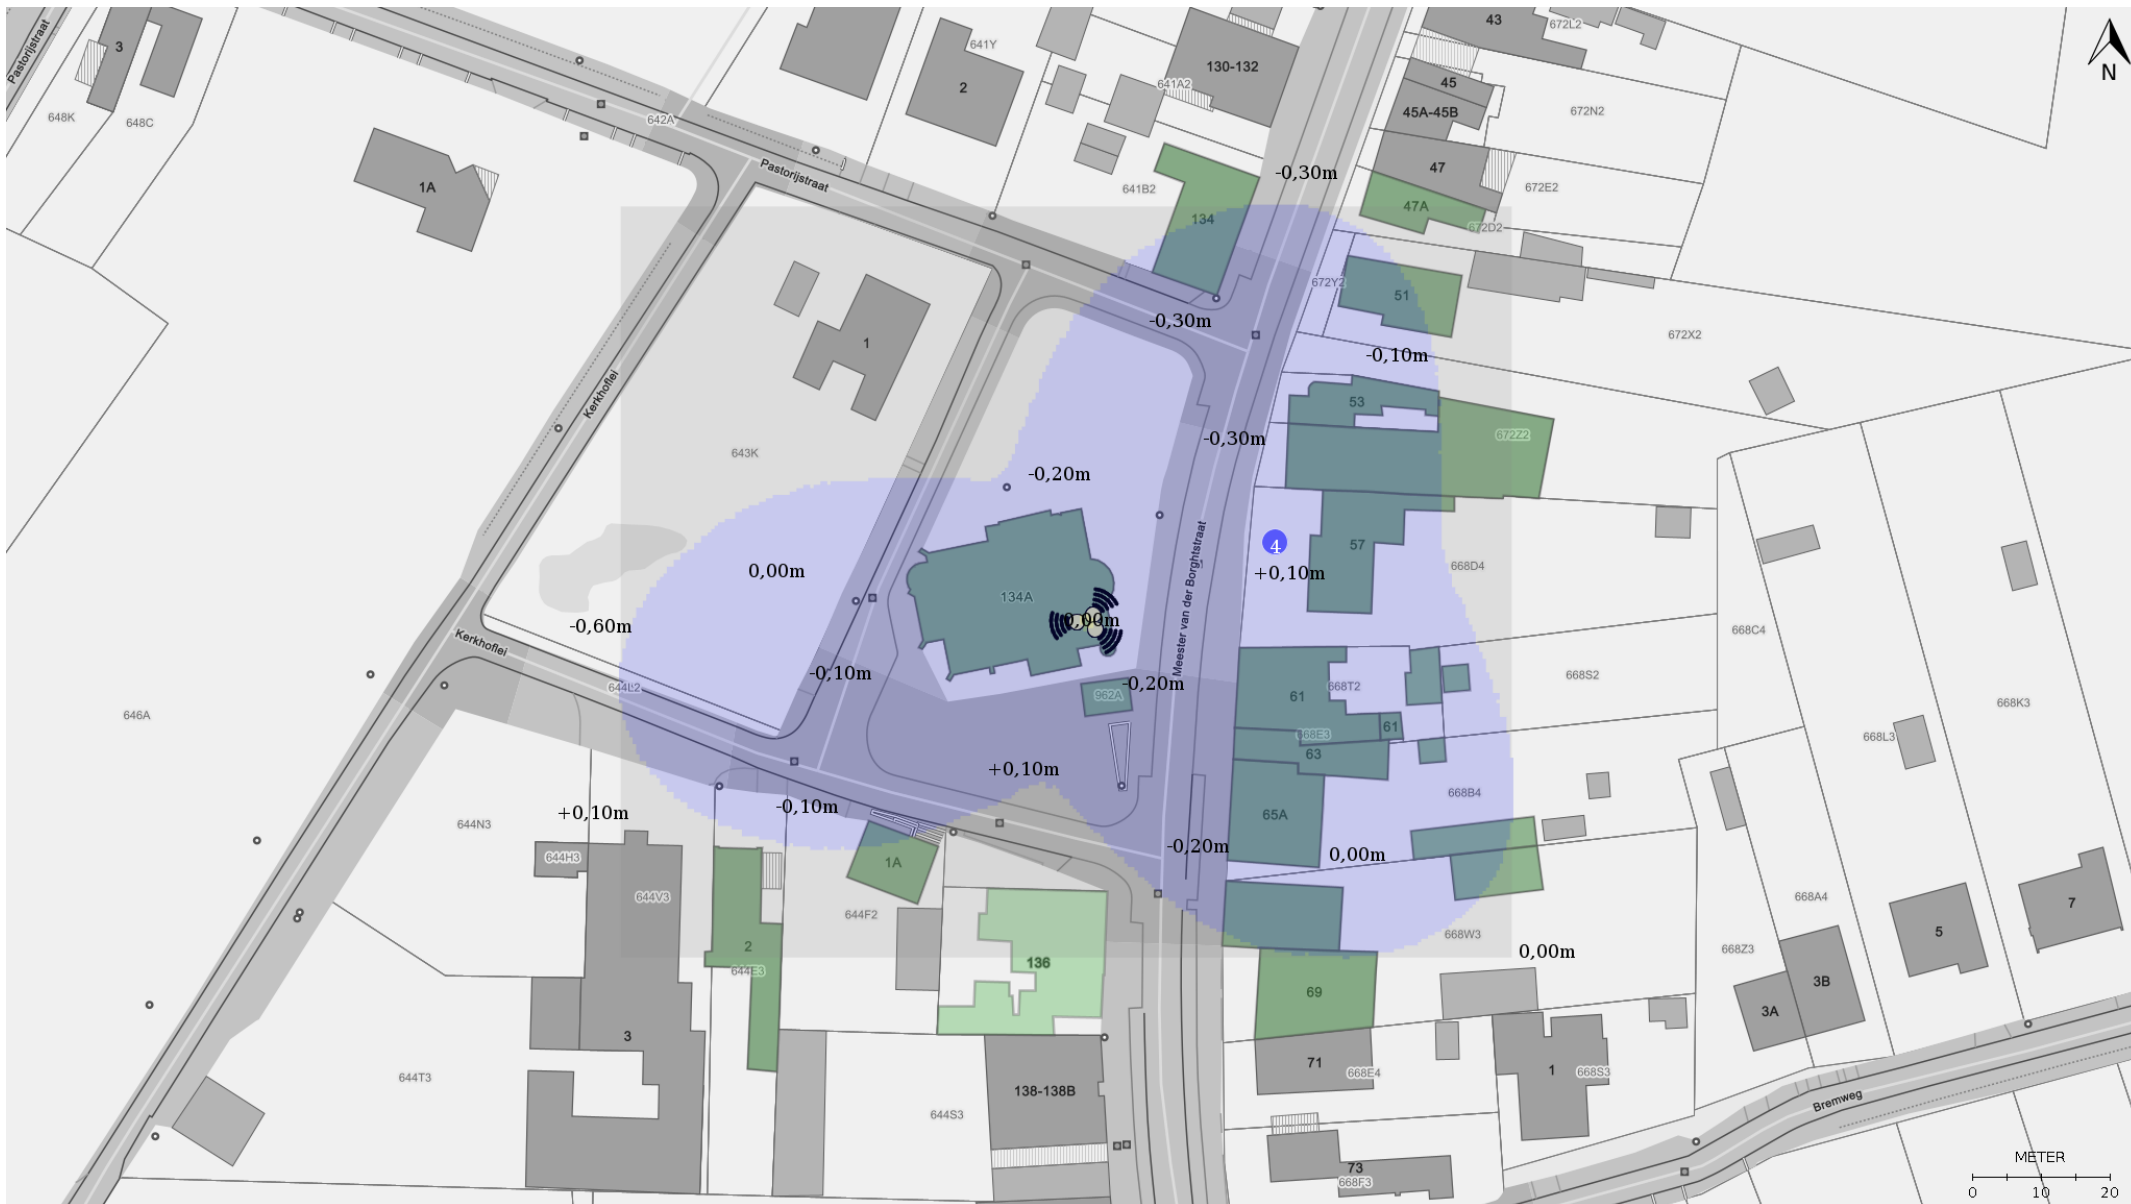 Pastorijstraat
3
648K
648C
1A
642A
Pastorijstraat
641Y
2
130-132
641A2
641B2
134
-0,30m
43
672L2
45
45A-45B
672N2
47
672E2
47A
672D2
N
672Y2
51
-0,30m
-0,10m
672X2
1
Kerkhoflei
643K
53
-0,30m
672Z2
-0,20m
Meester van der Borghtstraat
4
57
+0,10m
668D4
0,00m
134A
0,00m
-0,60m
Kerkhoflei
644L2
-0,10m
-0,20m
962A
646A
668C4
668S2
668K3
61
668T2
61
668E3
63
668L3
+0,10m
668B4
+0,10m
-0,10m
65A
644N3
644H3
1A
-0,20m
0,00m
644V3
644F2
668A4
5
7
2
644E3
136
668W3
0,00m
668Z3
3B
3A
69
3
71
668E4
1
668S3
644T3
138-138B
644S3
Bremweg
73
668F3
METER
0 10 20